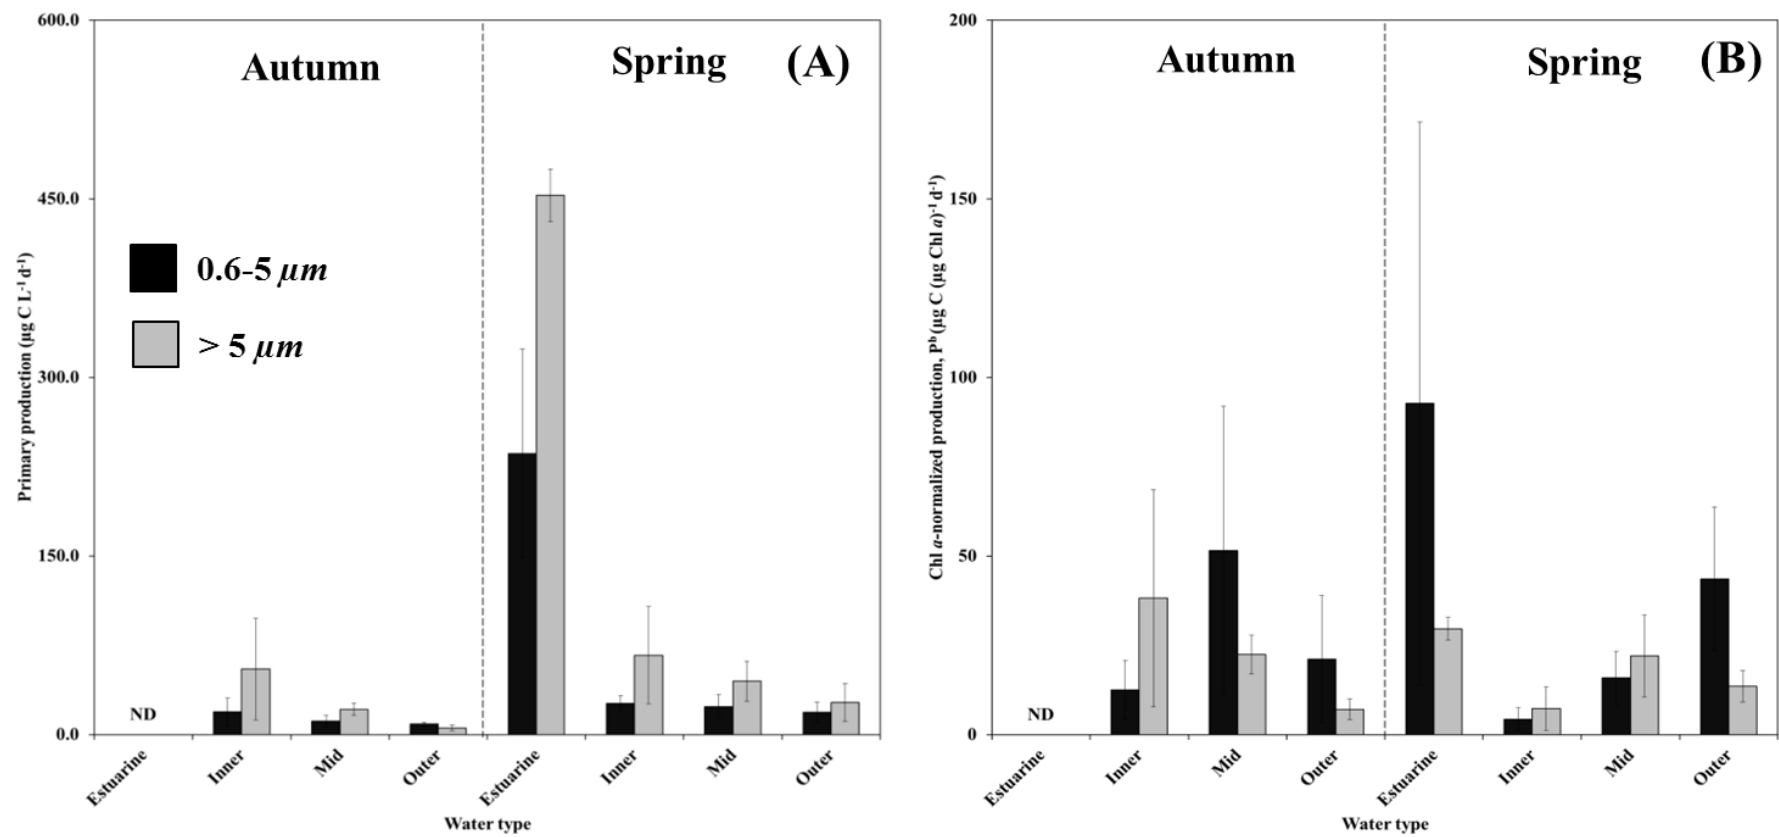 600.0
450.0
300.0
150.0
0.0
Primary production (µg C L⁻¹ d⁻¹)
Autumn
Spring
(A)
0.6-5 µm
> 5 µm
ND
Estuarine
Inner
Mid
Outer
Estuarine
Inner
Mid
Outer
Water type
200
150
100
50
0
Chl a-normalized production, Pᵇ (µg C (µg Chl a)⁻¹ d⁻¹)
Autumn
Spring
(B)
ND
Estuarine
Inner
Mid
Outer
Estuarine
Inner
Mid
Outer
Water type